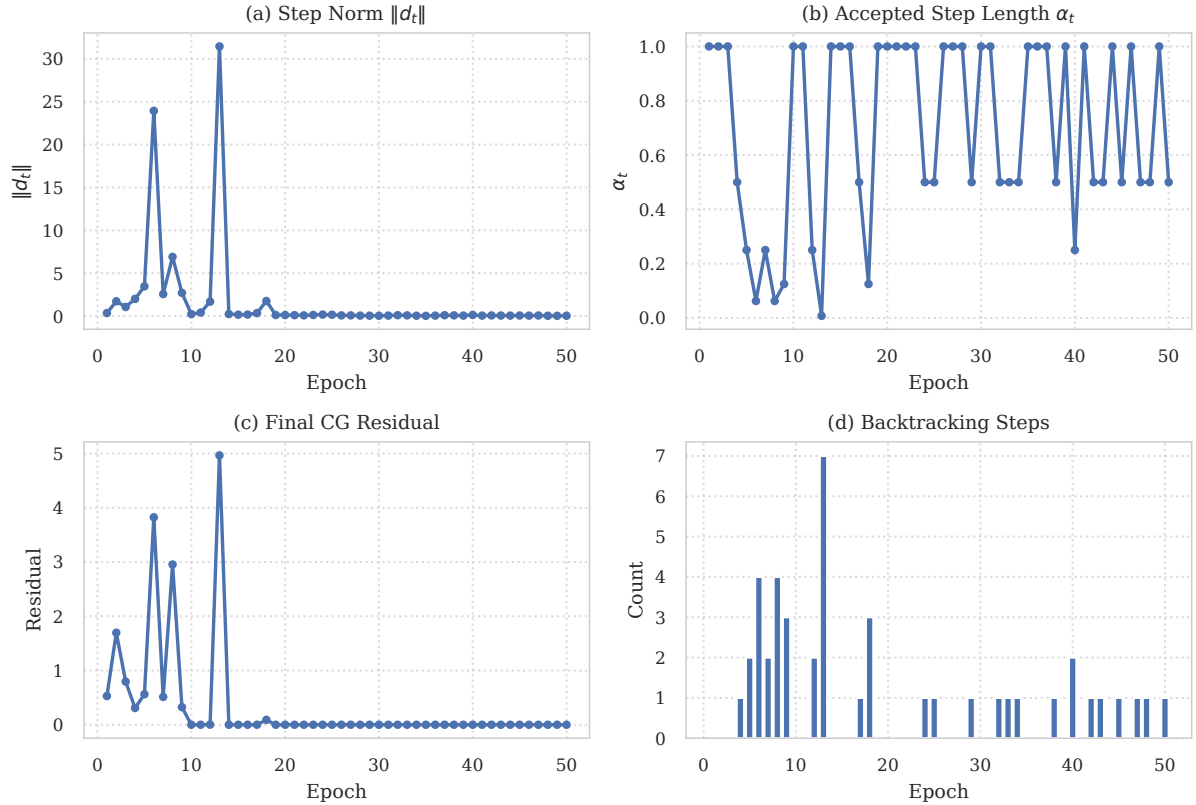 (a) Step Norm ‖d_t‖
30
25
20
15
10
5
0
‖d_t‖
0 10 20 30 40 50
Epoch
(b) Accepted Step Length α_t
1.0
0.8
0.6
0.4
0.2
0.0
α_t
0 10 20 30 40 50
Epoch
(c) Final CG Residual
5
4
3
2
1
0
Residual
0 10 20 30 40 50
Epoch
(d) Backtracking Steps
7
6
5
4
3
2
1
0
Count
0 10 20 30 40 50
Epoch